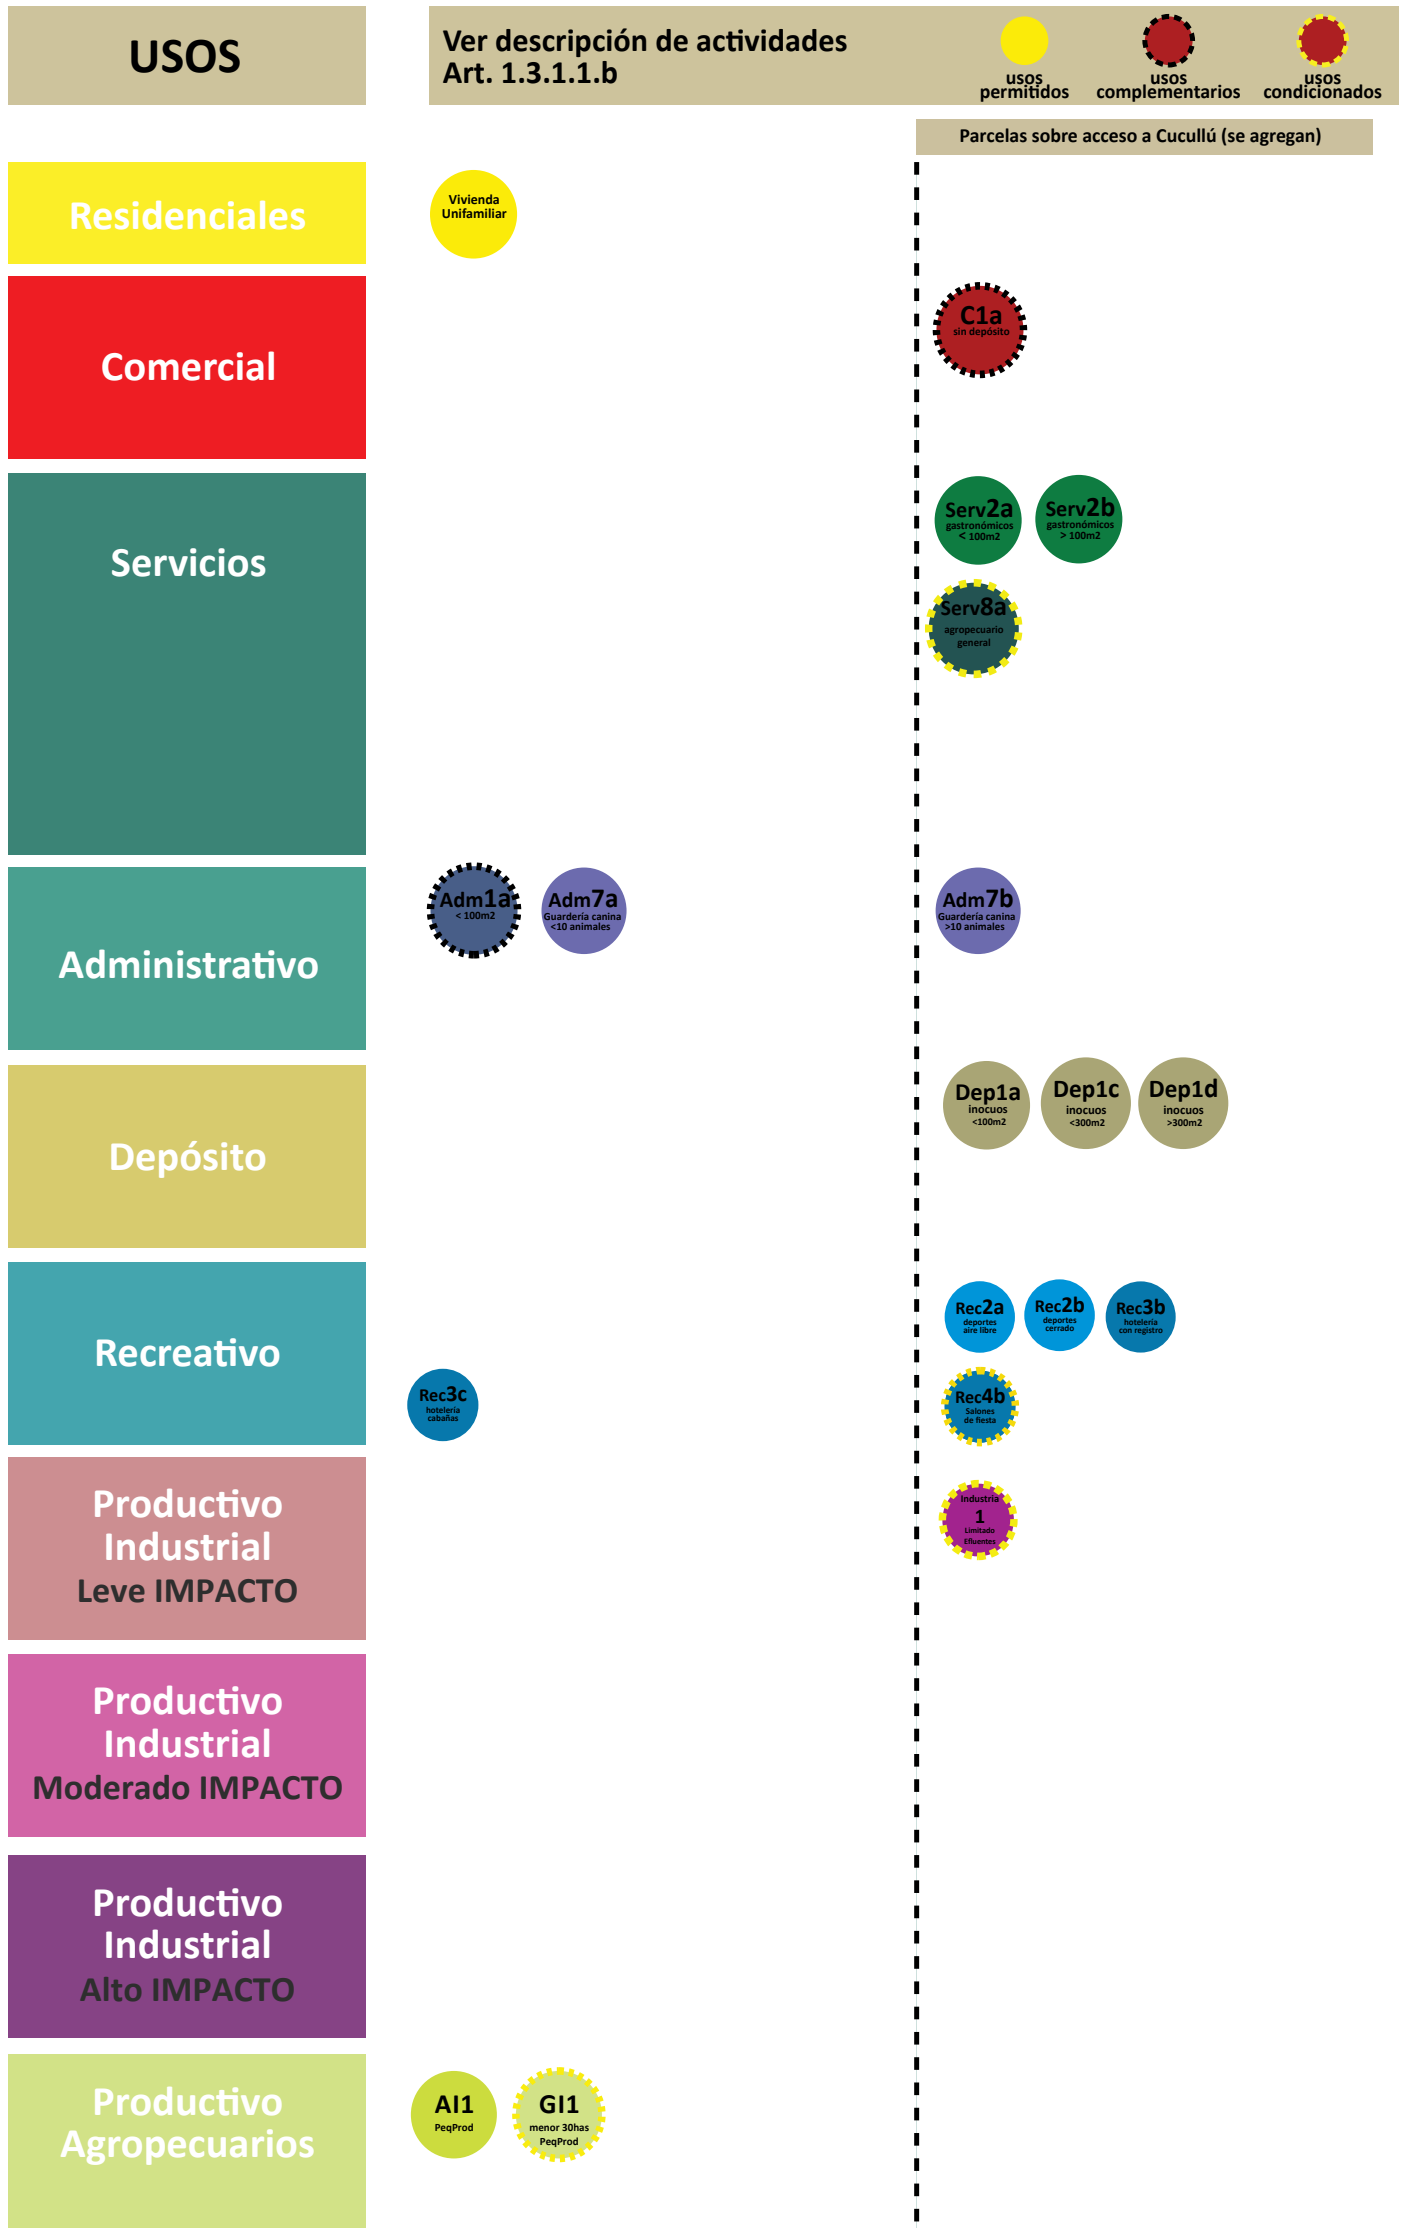 USOS
Ver descripción de actividades
Art. 1.3.1.1.b
usos
permitidos
usos
complementarios
usos
condicionados
Parcelas sobre acceso a Cucullú (se agregan)
Residenciales
Vivienda
Unifamiliar
Comercial
C1a
sin depósito
Servicios
Serv2a
gastronómicos
< 100m2
Serv2b
gastronómicos
> 100m2
Serv8a
agropecuario
general
Administrativo
Adm1a
< 100m2
Adm7a
Guardería canina
<10 animales
Adm7b
Guardería canina
>10 animales
Depósito
Dep1a
inocuos
<100m2
Dep1c
inocuos
<300m2
Dep1d
inocuos
>300m2
Recreativo
Rec2a
deportes
aire libre
Rec2b
deportes
cerrado
Rec3b
hotelería
con registro
Rec3c
hotelería
cabañas
Rec4b
Salones
de fiesta
Productivo
Industrial
Leve IMPACTO
Industria
1
Limitado
Efluentes
Productivo
Industrial
Moderado IMPACTO
Productivo
Industrial
Alto IMPACTO
Productivo
Agropecuarios
AI1
PeqProd
GI1
menor 30has
PeqProd